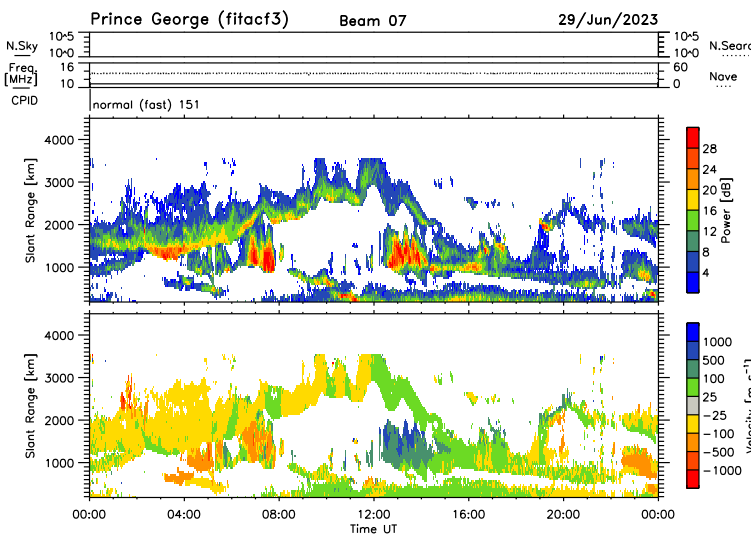 Prince George (fitacf3) Beam 07 29/Jun/2023
N.Sky 10^5 10^0 10^5 10^0
Freq. [MHz] 16 10 60 0 Nave
CPID normal (fast) 151
Slant Range [km] 4000 3000 2000 1000
28 24 20 16 12 8 4 Power [dB]
Slant Range [km] 4000 3000 2000 1000
1000 500 100 25 −25 −100 −500 −1000
00:00 04:00 08:00 12:00 16:00 20:00 00:00
Time UT